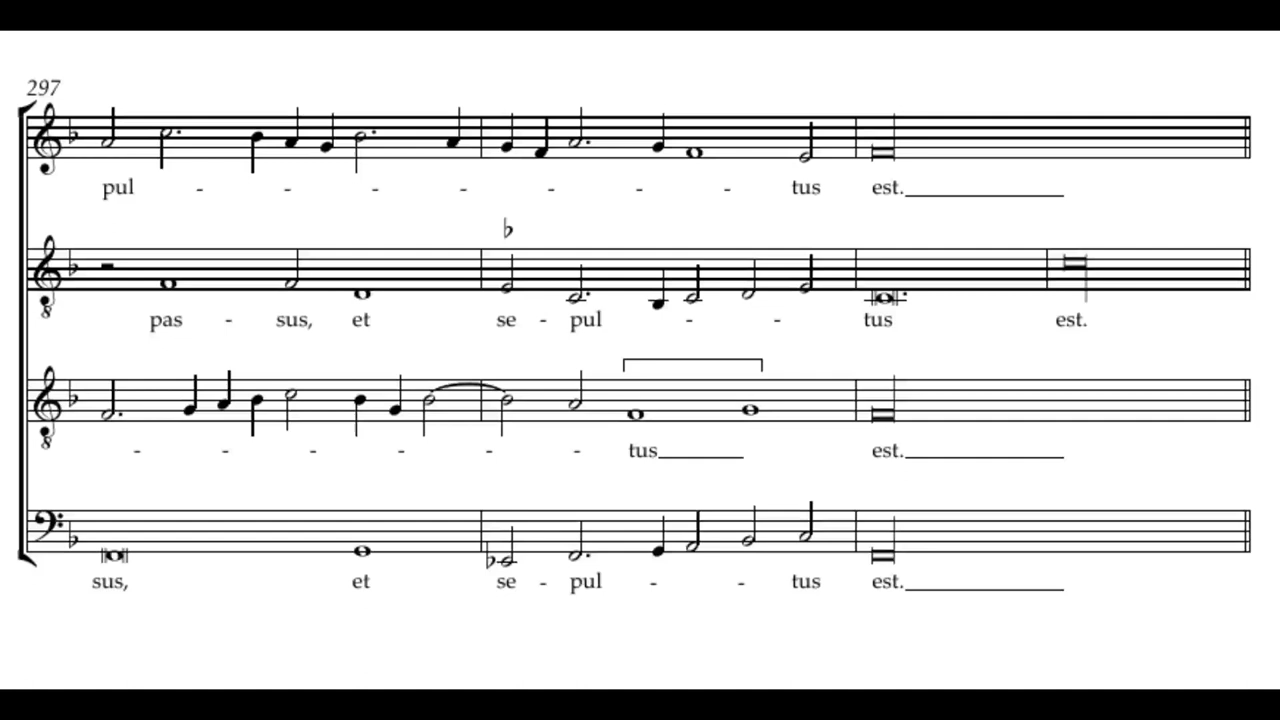 297
pul - - - - - - - tus est.
pas - sus, et se - pul - - tus est.
- - - - - - tus est.
sus, et se - pul - - tus est.